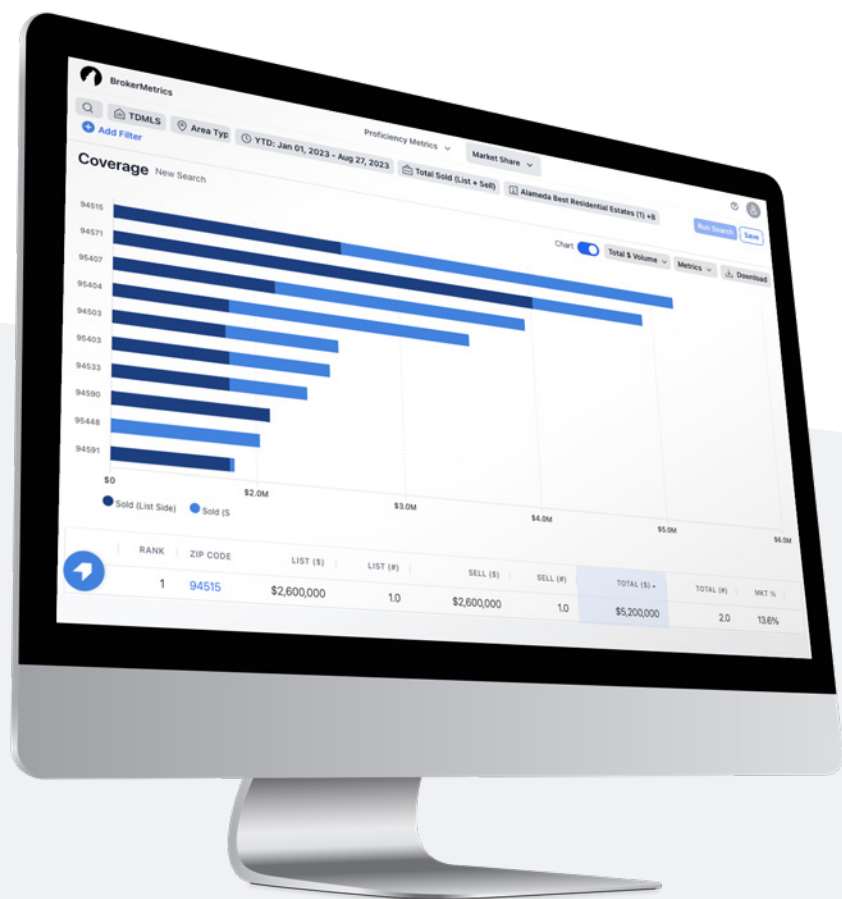 BrokerMetrics
Proficiency Metrics
Market Share
TDMLS
Area Typ
YTD: Jan 01, 2023 - Aug 27, 2023
Total Sold (List + Sell)
Alameda Best Residential Estates (1) +8
Add Filter
Run Search
Save
Coverage New Search
Chart
Total $ Volume
Metrics
Download
94515
94571
95407
95404
94503
95403
94533
94590
95448
94591
$0 $2.0M $3.0M $4.0M $5.0M $6.0M
Sold (List Side) Sold (S
RANK ZIP CODE LIST ($) LIST (#) SELL ($) SELL (#) TOTAL ($) TOTAL (#) MKT %
1 94515 $2,600,000 1.0 $2,600,000 1.0 $5,200,000 2.0 13.6%